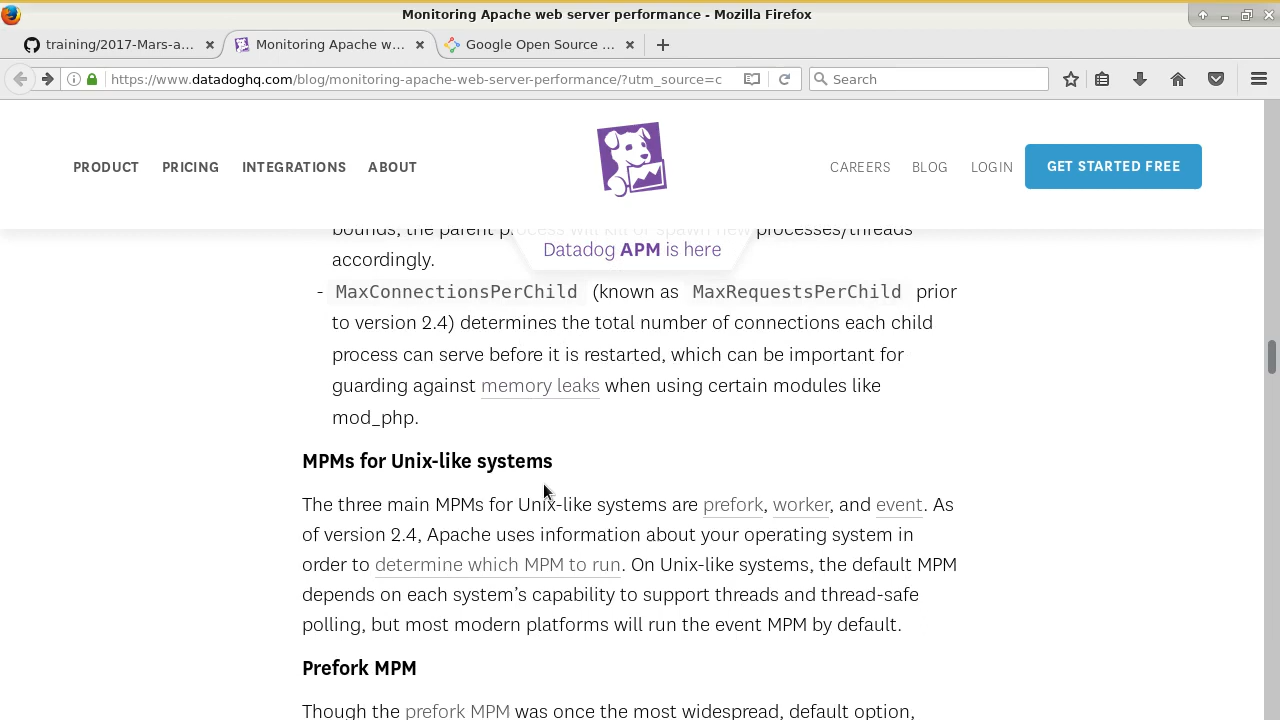 Monitoring Apache web server performance - Mozilla Firefox
training/2017-Mars-a...
Monitoring Apache w...
Google Open Source ...
https://www.datadoghq.com/blog/monitoring-apache-web-server-performance/?utm_source=c
Search
PRODUCT PRICING INTEGRATIONS ABOUT
CAREERS BLOG LOGIN GET STARTED FREE
bounds, the parent process will kill or spawn new processes/threads
Datadog APM is here
accordingly.
- MaxConnectionsPerChild (known as MaxRequestsPerChild prior
to version 2.4) determines the total number of connections each child
process can serve before it is restarted, which can be important for
guarding against memory leaks when using certain modules like
mod_php.
MPMs for Unix-like systems
The three main MPMs for Unix-like systems are prefork, worker, and event. As
of version 2.4, Apache uses information about your operating system in
order to determine which MPM to run. On Unix-like systems, the default MPM
depends on each system's capability to support threads and thread-safe
polling, but most modern platforms will run the event MPM by default.
Prefork MPM
Though the prefork MPM was once the most widespread, default option,